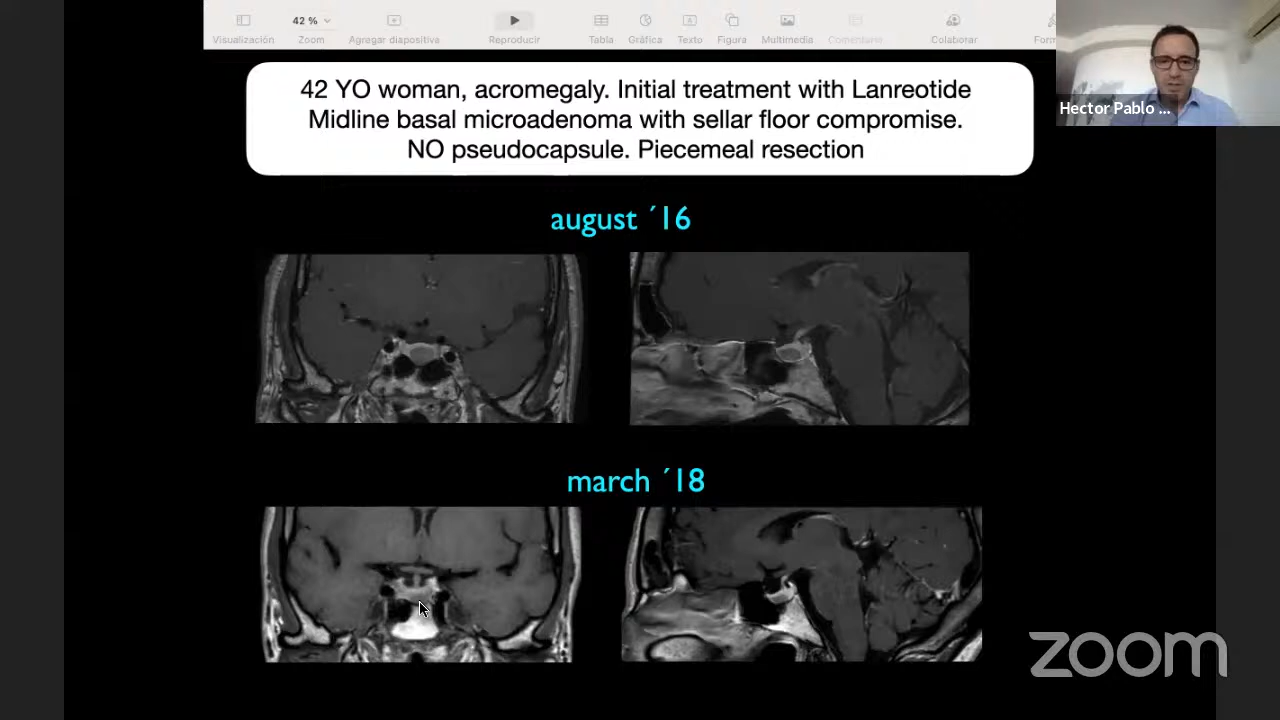 42 %
Visualización Zoom Agregar diapositiva Reproducir Tabla Gráfica Texto Figura Multimedia Comentario Colaborar Form
Hector Pablo ...
42 YO woman, acromegaly. Initial treatment with Lanreotide
Midline basal microadenoma with sellar floor compromise.
NO pseudocapsule. Piecemeal resection
august ´16
march ´18
zoom